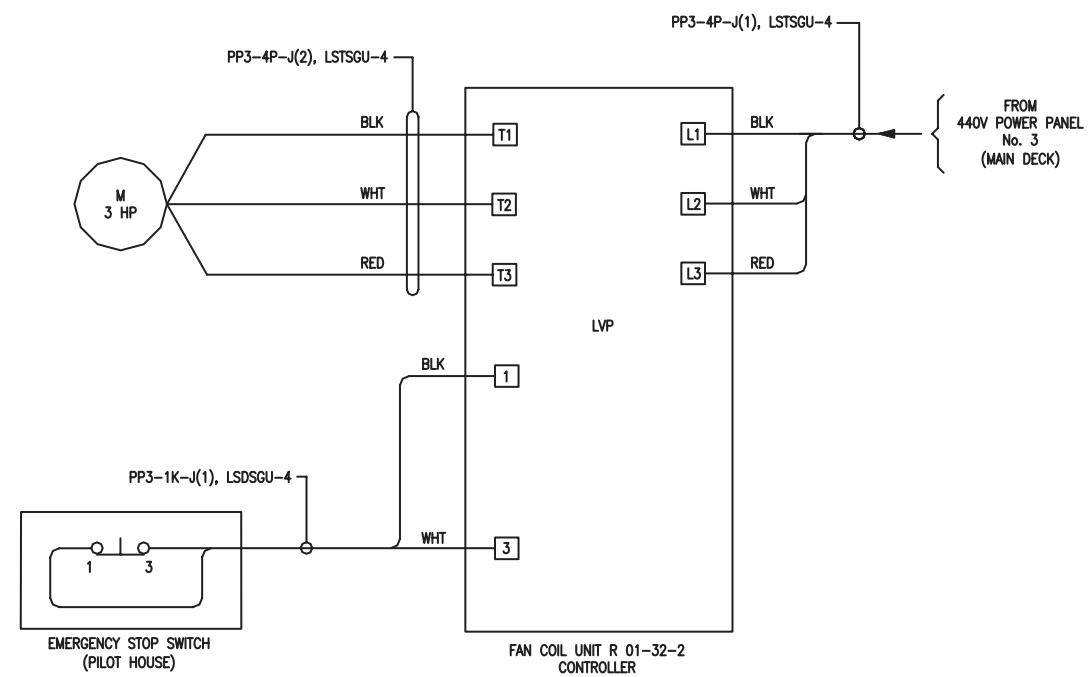 PP3-4P-J(1), LSTSGU-4
PP3-4P-J(2), LSTSGU-4
FROM
440V POWER PANEL
No. 3
(MAIN DECK)
BLK
T1
L1
BLK
M
3 HP
WHT
T2
L2
WHT
RED
T3
L3
RED
LVP
BLK
1
PP3-1K-J(1), LSDSGU-4
WHT
3
1
3
EMERGENCY STOP SWITCH
(PILOT HOUSE)
FAN COIL UNIT R 01-32-2
CONTROLLER